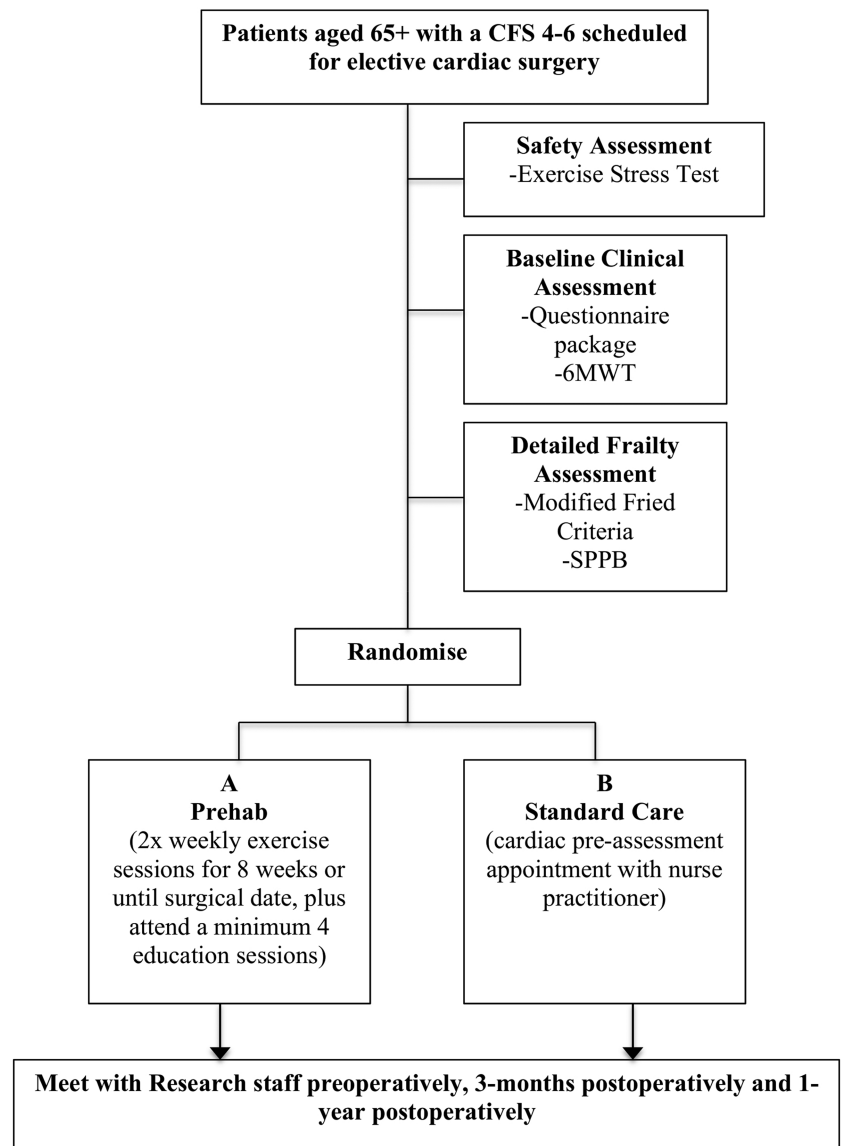 Patients aged 65+ with a CFS 4-6 scheduled
for elective cardiac surgery
Safety Assessment
-Exercise Stress Test
Baseline Clinical
Assessment
-Questionnaire
package
-6MWT
Detailed Frailty
Assessment
-Modified Fried
Criteria
-SPPB
Randomise
A
Prehab
(2x weekly exercise
sessions for 8 weeks or
until surgical date, plus
attend a minimum 4
education sessions)
B
Standard Care
(cardiac pre-assessment
appointment with nurse
practitioner)
Meet with Research staff preoperatively, 3-months postoperatively and 1-
year postoperatively